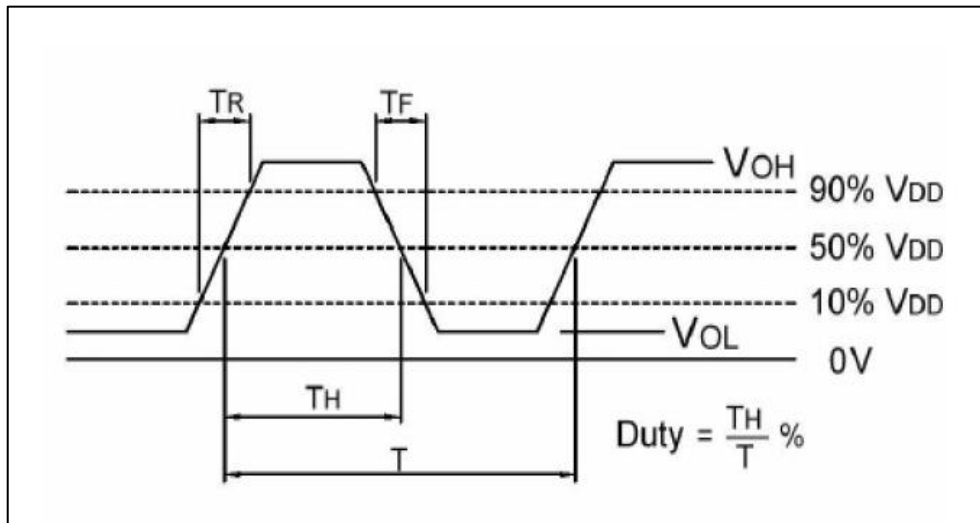 TR
TF
VOH
90% VDD
50% VDD
10% VDD
VOL
0V
TH
T
Duty = TH/T %